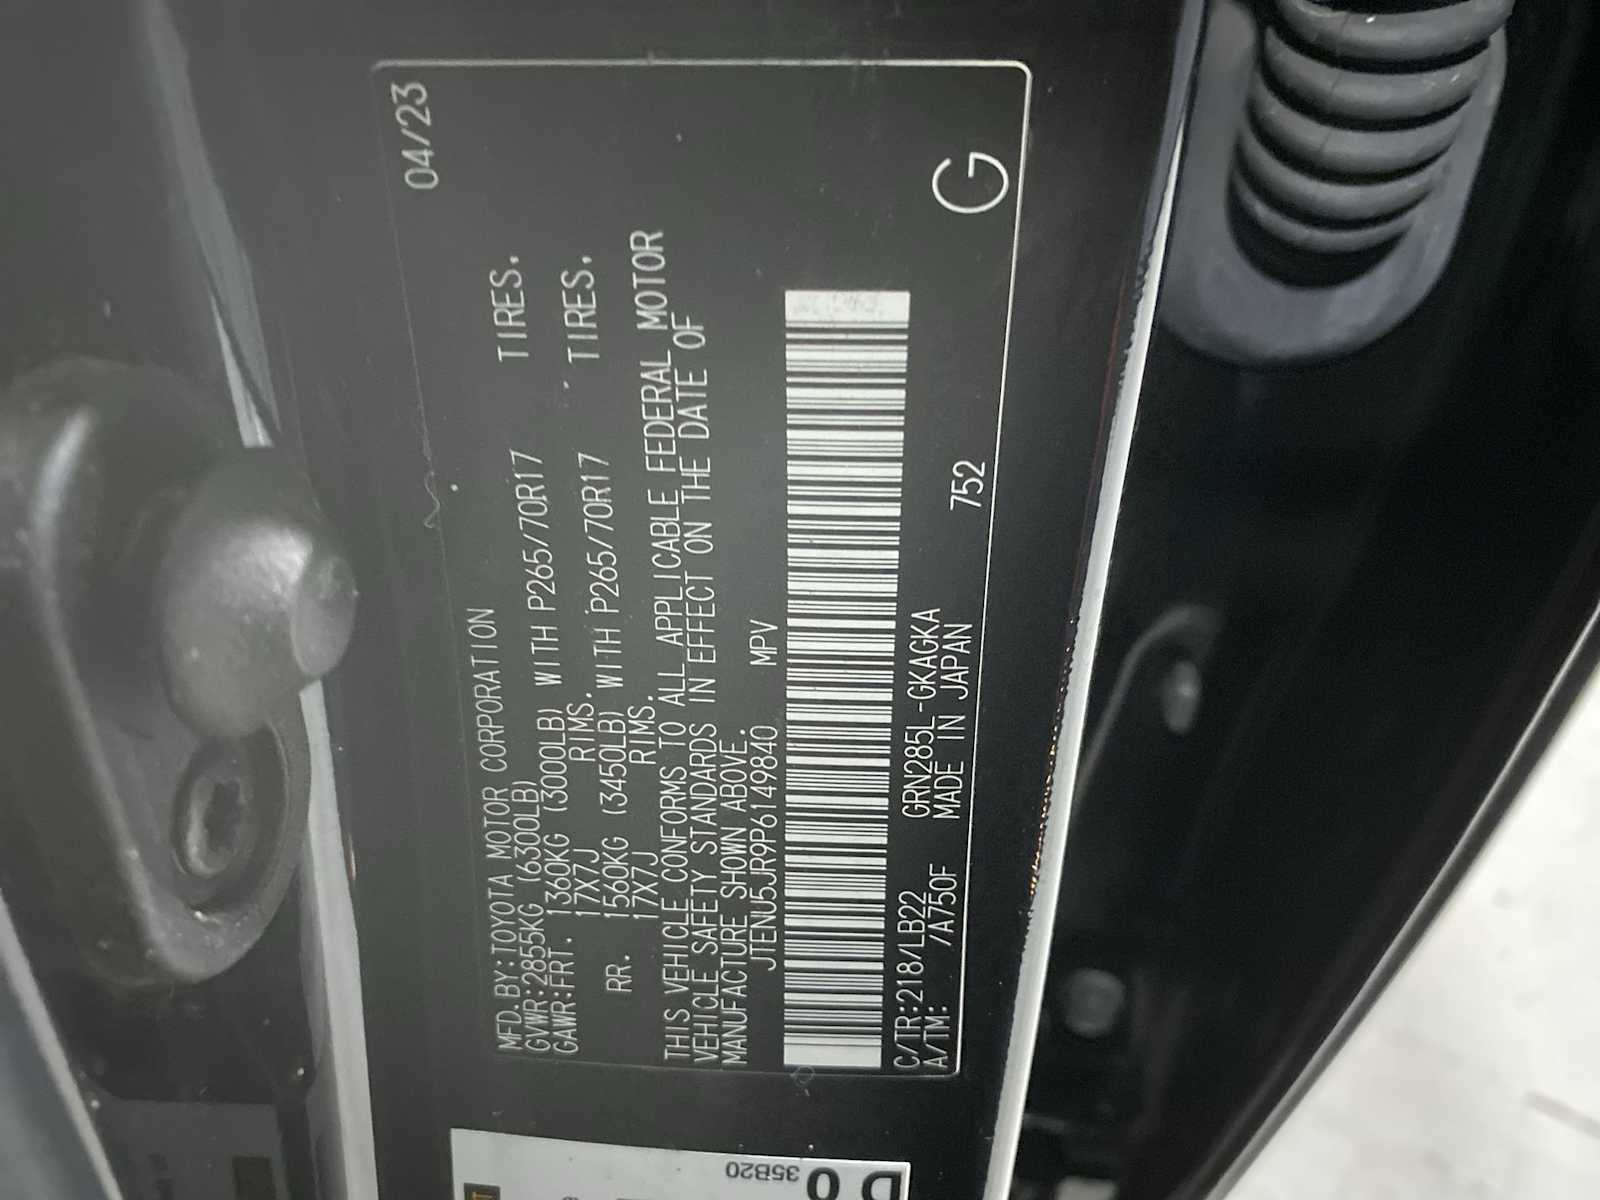 04/23
MFD.BY:TOYOTA MOTOR CORPORATION
GVWR:2855KG (6300LB)
GAWR:FRT. 1360KG (3000LB) WITH P265/70R17 TIRES.
17X7J RIMS.
RR. 1560KG (3450LB) WITH P265/70R17 TIRES.
17X7J RIMS.
THIS VEHICLE CONFORMS TO ALL APPLICABLE FEDERAL MOTOR
VEHICLE SAFETY STANDARDS IN EFFECT ON THE DATE OF
MANUFACTURE SHOWN ABOVE.
JTENU5JR9P6149840 MPV
C/TR:218/LB22 GRN285L-GKAGKA
A/TM: /A750F MADE IN JAPAN 752
G
35B20